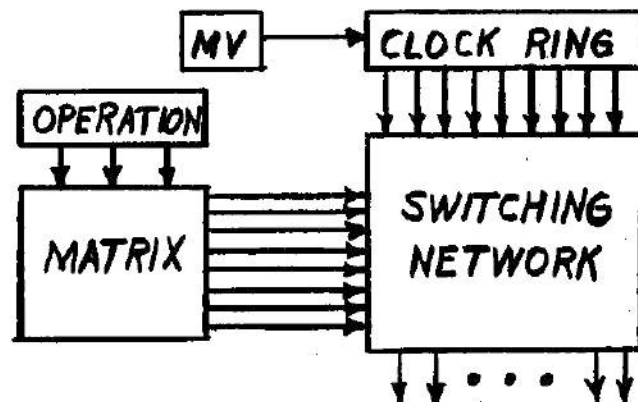 MV
CLOCK RING
OPERATION
MATRIX
SWITCHING
NETWORK